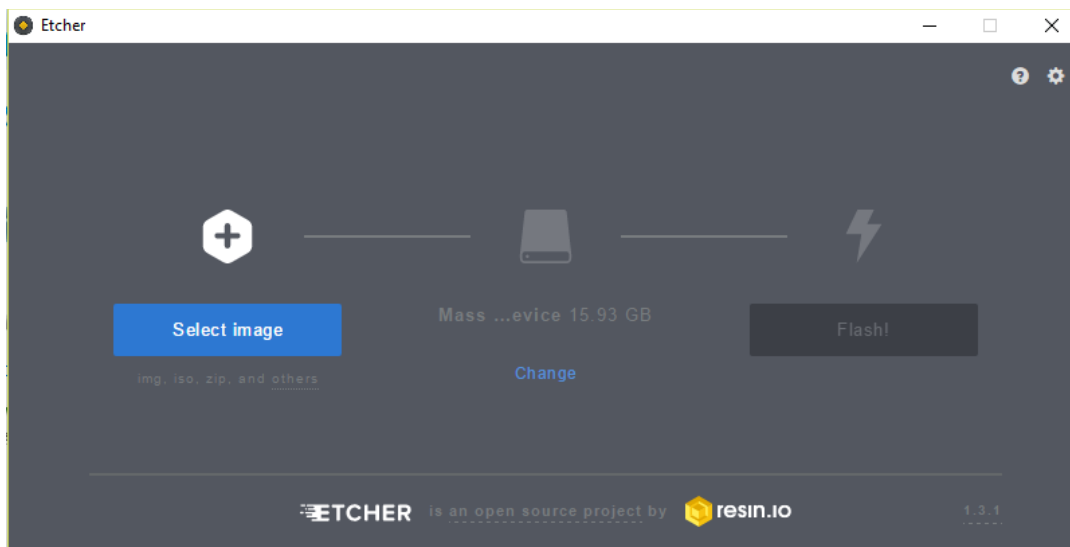 Etcher
Select image
Mass ...evice 15.93 GB
Flash!
img, iso, zip, and others
Change
ETCHER is an open source project by resin.io
1.3.1